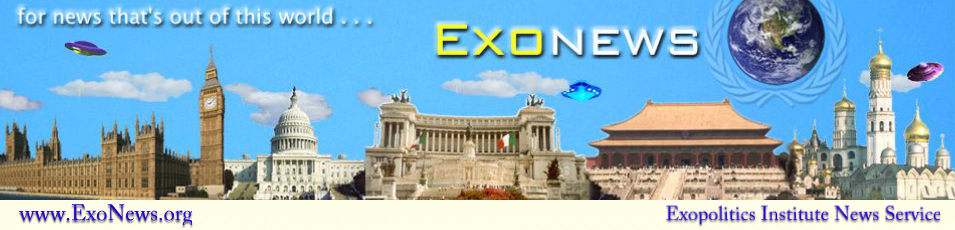 for news that's out of this world . . .
EXONEWS
www.ExoNews.org
Exopolitics Institute News Service